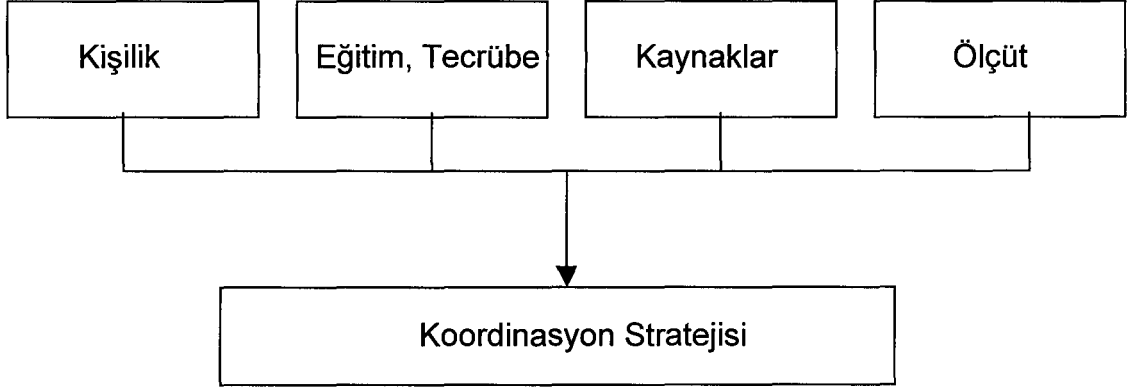 Kişilik
Eğitim, Tecrübe
Kaynaklar
Ölçüt
Koordinasyon Stratejisi